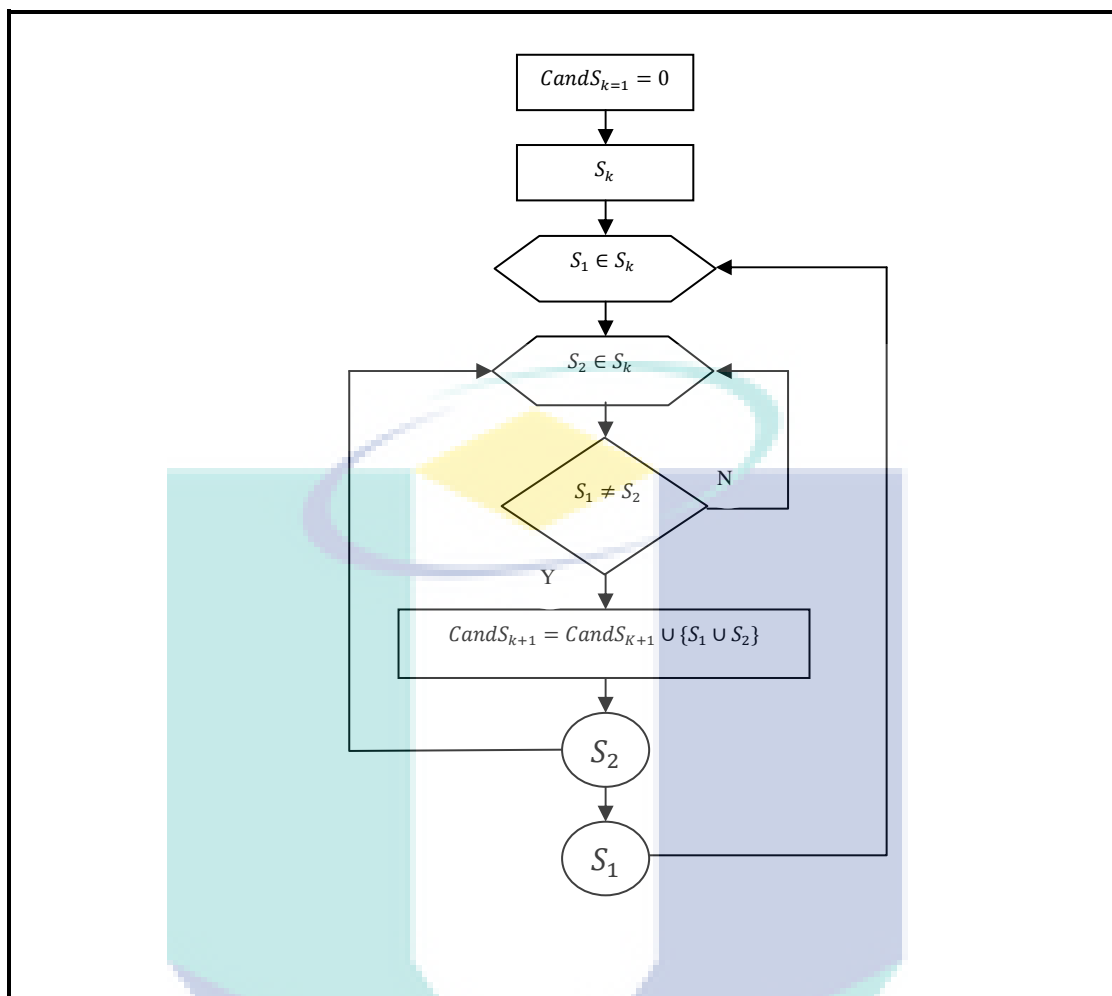 CandS_{k=1} = 0
S_k
S_1 ∈ S_k
S_2 ∈ S_k
S_1 ≠ S_2
N
Y
CandS_{k+1} = CandS_{K+1} ∪ {S_1 ∪ S_2}
S_2
S_1